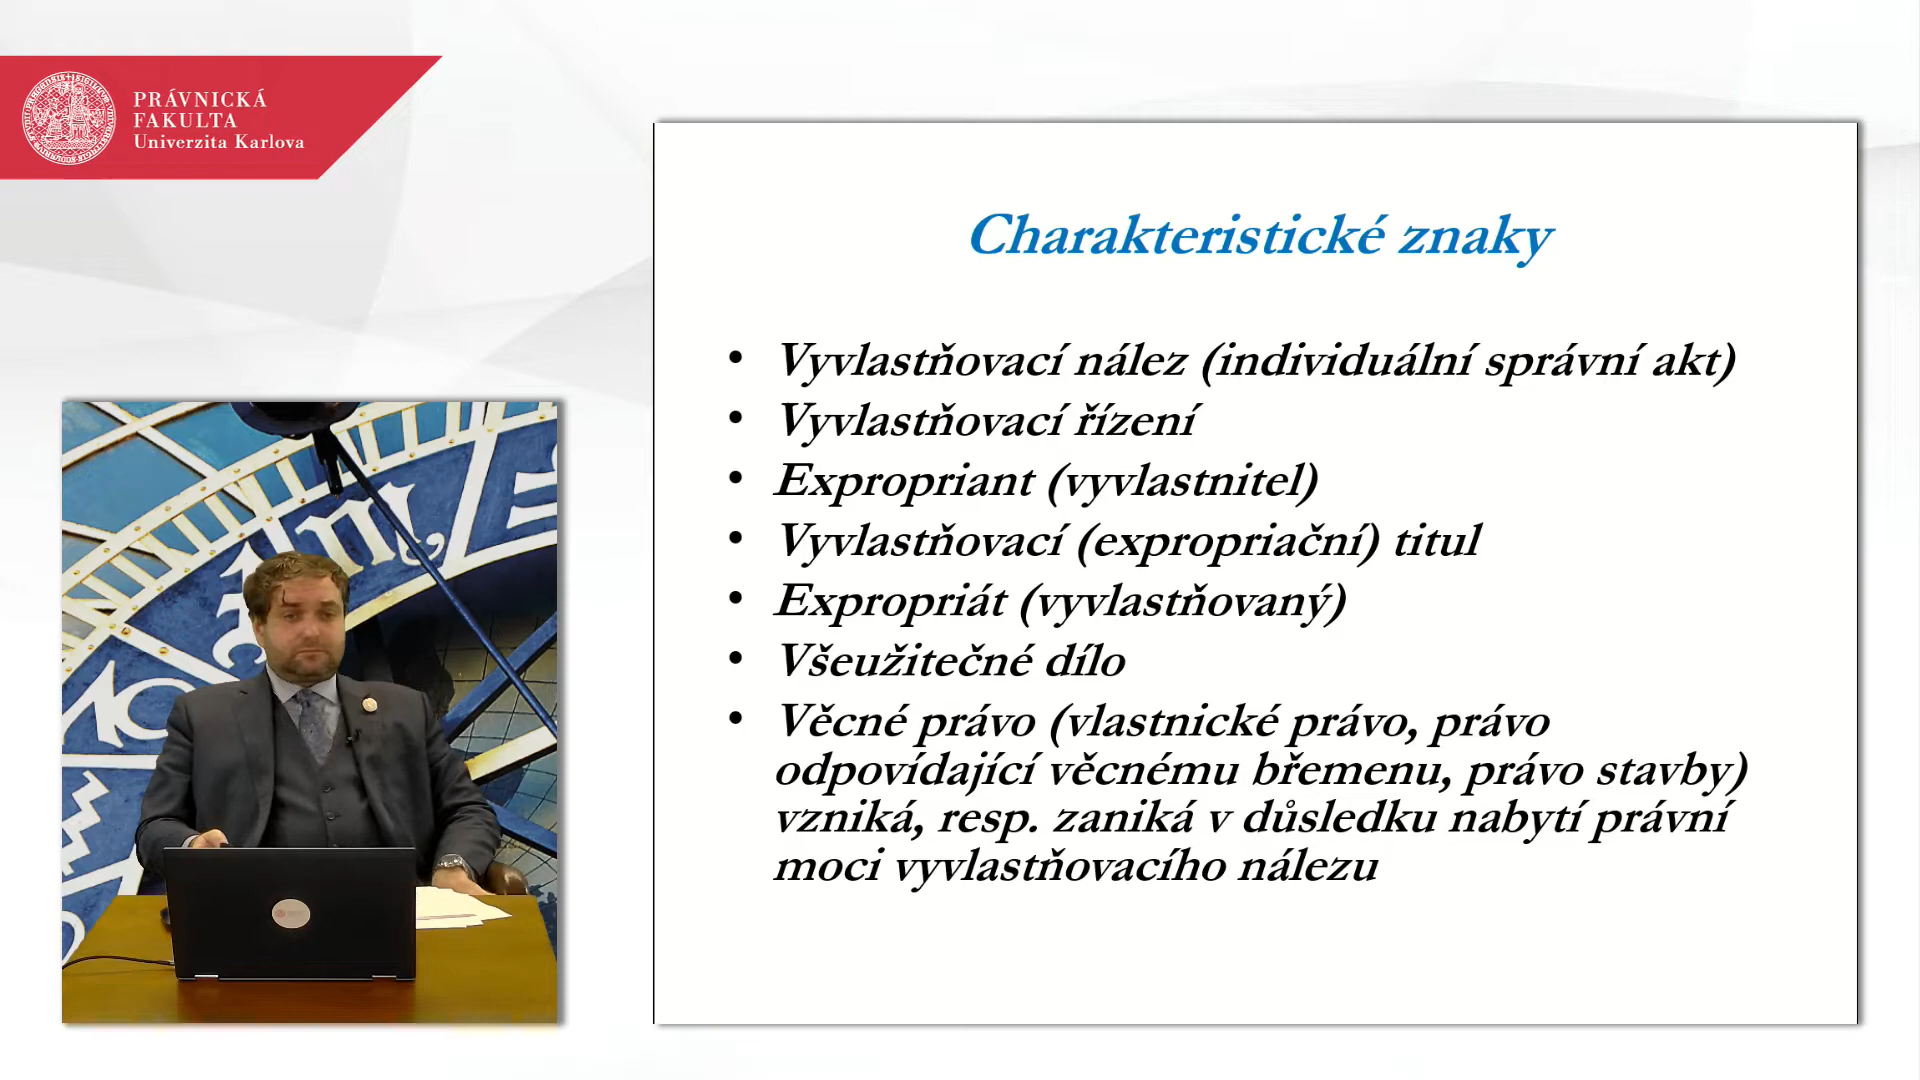 PRÁVNICKÁ
FAKULTA
Univerzita Karlova
Charakteristické znaky
• Vyvlastňovací nález (individuální správní akt)
• Vyvlastňovací řízení
• Expropriant (vyvlastnitel)
• Vyvlastňovací (expropriační) titul
• Expropriát (vyvlastňovaný)
• Všeužitečné dílo
• Věcné právo (vlastnické právo, právo
odpovídající věcnému břemenu, právo stavby)
vzniká, resp. zaniká v důsledku nabytí právní
moci vyvlastňovacího nálezu